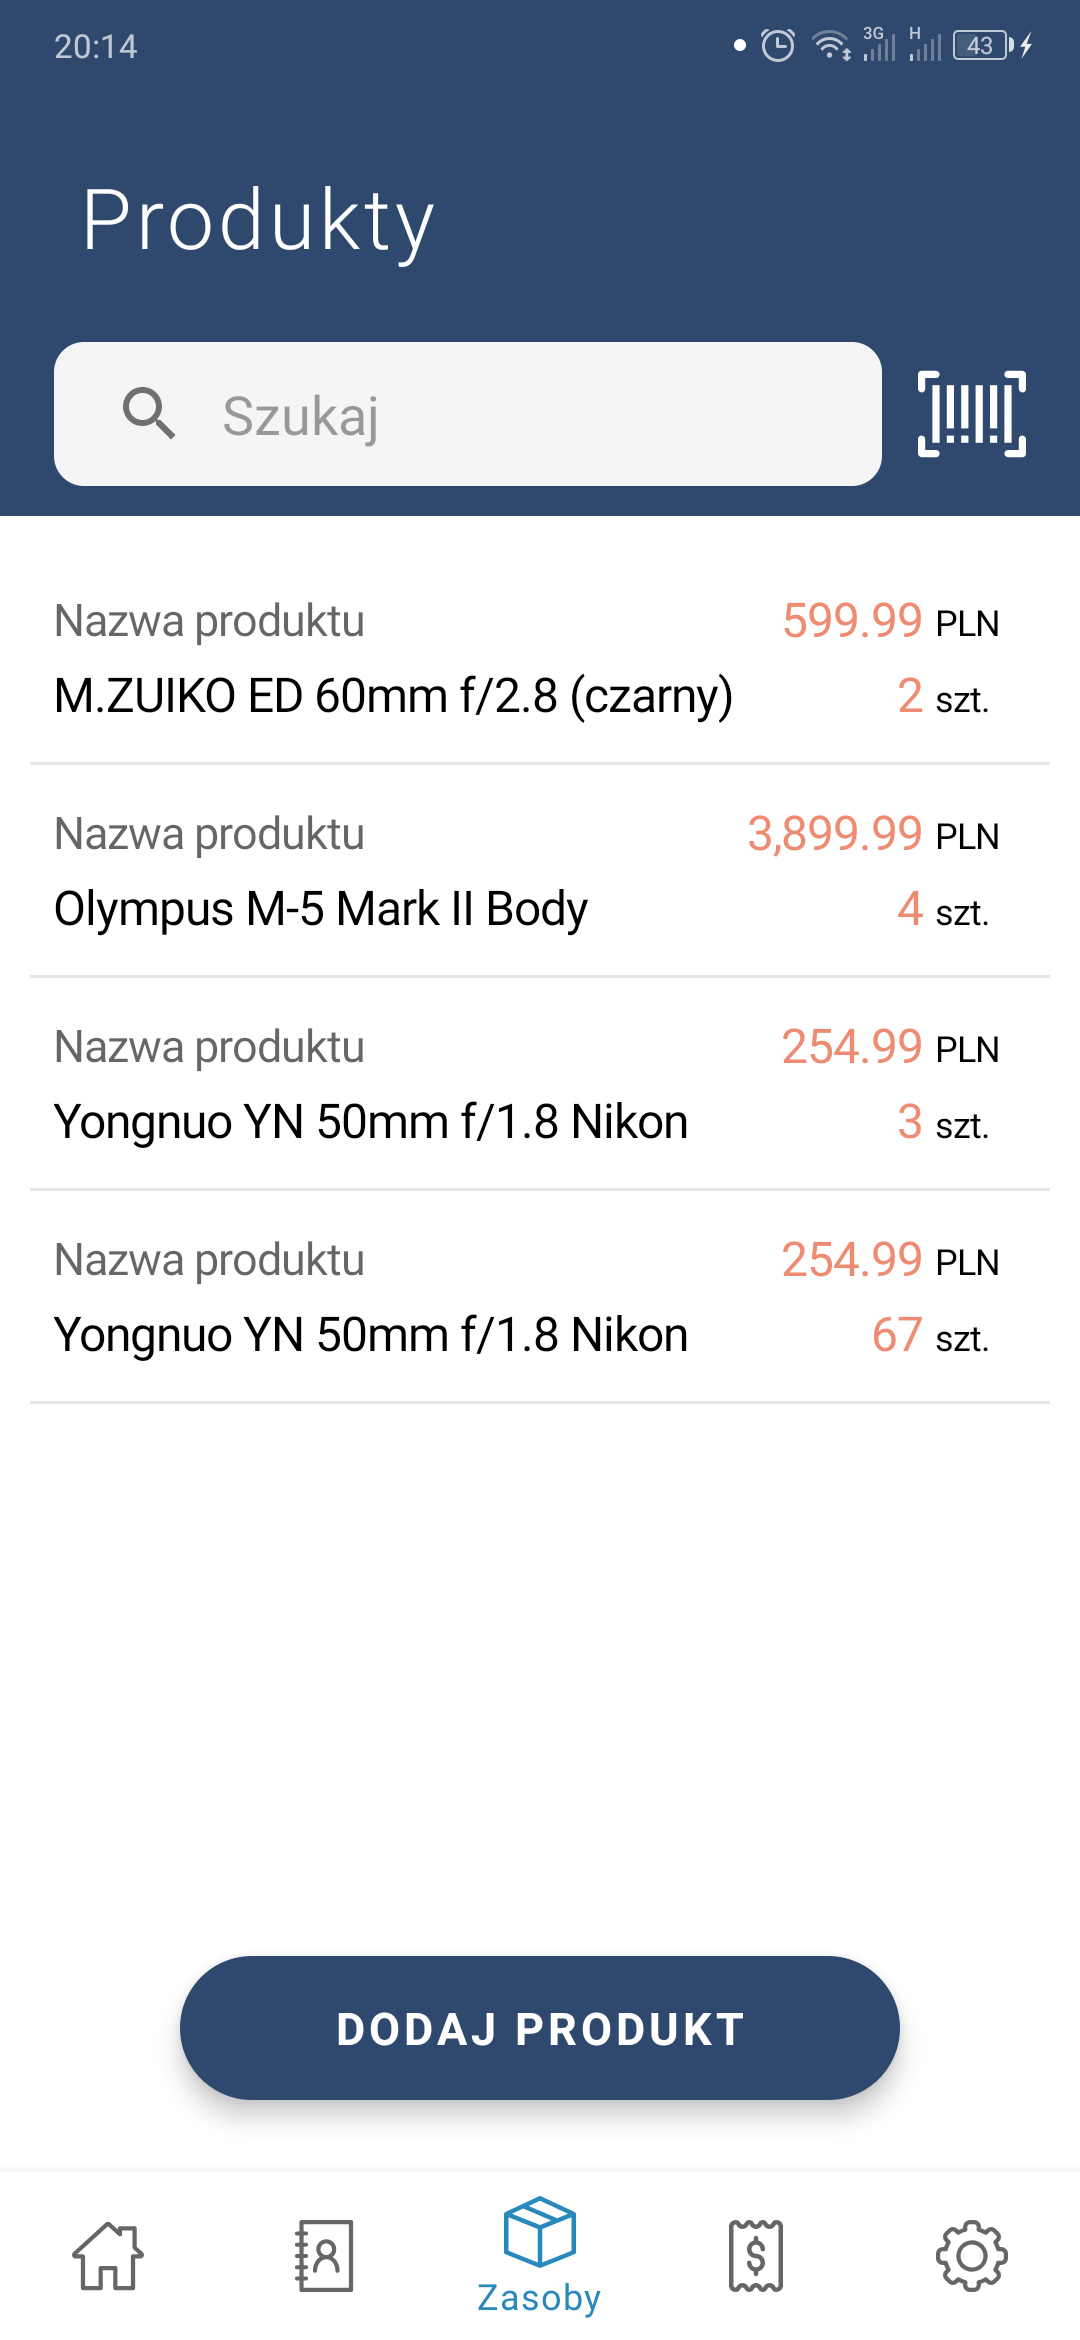 20:14
3G H 43
Produkty
Szukaj
Nazwa produktu 599.99 PLN
M.ZUIKO ED 60mm f/2.8 (czarny) 2 szt.
Nazwa produktu 3,899.99 PLN
Olympus M-5 Mark II Body 4 szt.
Nazwa produktu 254.99 PLN
Yongnuo YN 50mm f/1.8 Nikon 3 szt.
Nazwa produktu 254.99 PLN
Yongnuo YN 50mm f/1.8 Nikon 67 szt.
DODAJ PRODUKT
Zasoby